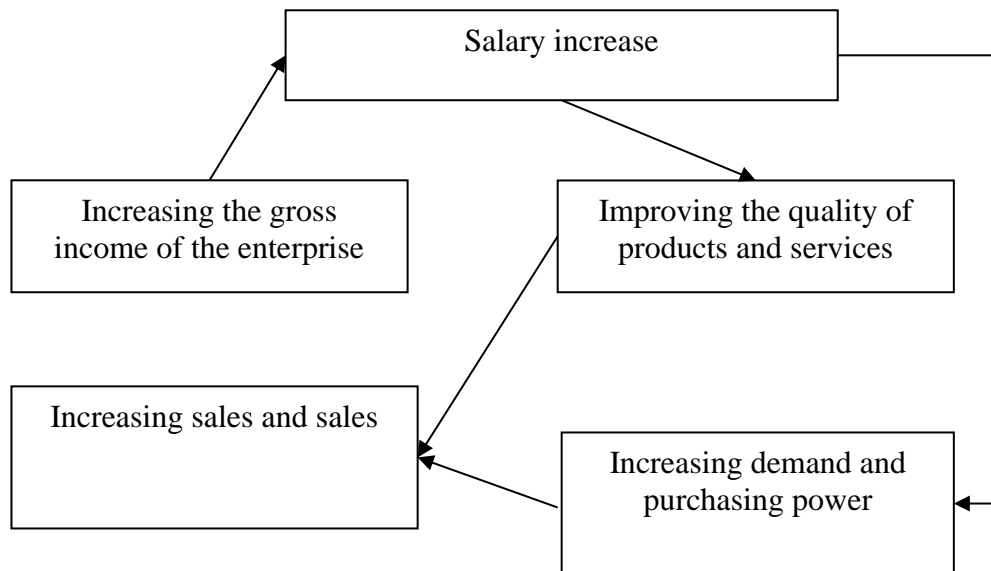 Salary increase
Increasing the gross
income of the enterprise
Improving the quality of
products and services
Increasing sales and sales
Increasing demand and
purchasing power